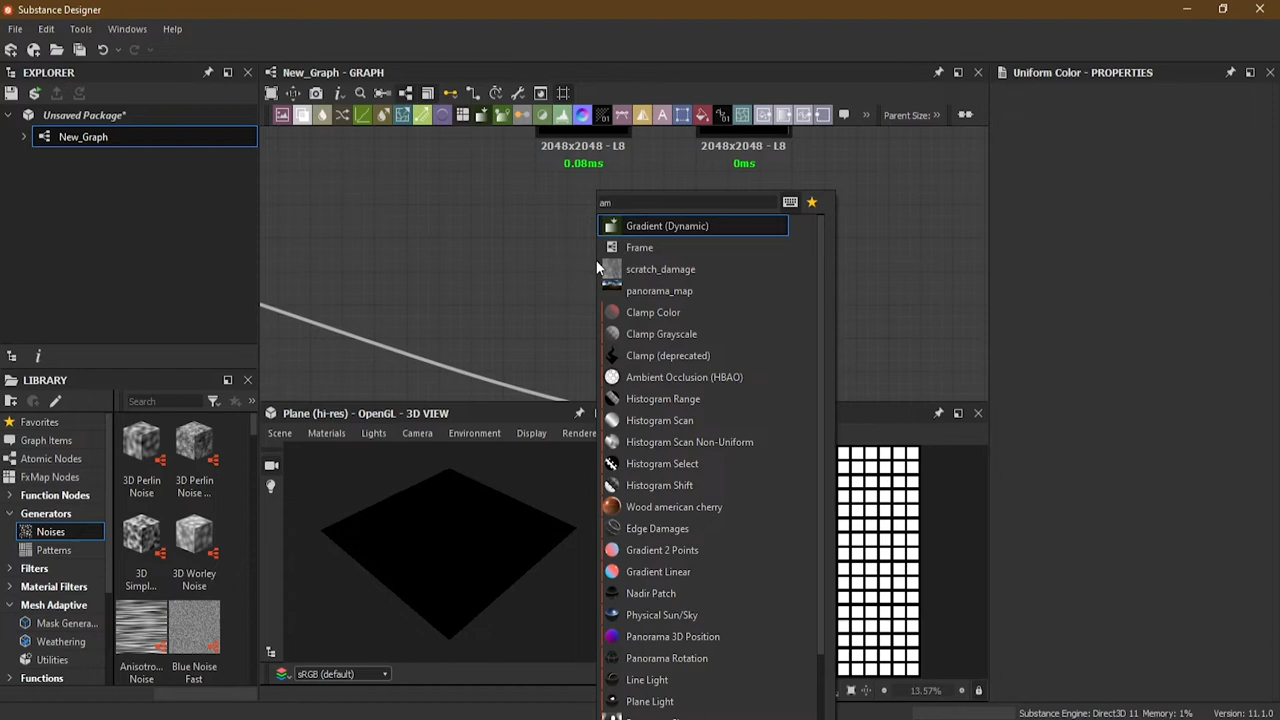 Substance Designer
File Edit Tools Windows Help
EXPLORER
New_Graph - GRAPH
Uniform Color - PROPERTIES
Unsaved Package*
New_Graph
01
01
Parent Size:
2048x2048 - L8
0.08ms
2048x2048 - L8
0ms
am
Gradient (Dynamic)
Frame
scratch_damage
panorama_map
Clamp Color
Clamp Grayscale
Clamp (deprecated)
Ambient Occlusion (HBAO)
Histogram Range
Histogram Scan
Histogram Scan Non-Uniform
Histogram Select
Histogram Shift
Wood american cherry
Edge Damages
Gradient 2 Points
Gradient Linear
Nadir Patch
Physical Sun/Sky
Panorama 3D Position
Panorama Rotation
Line Light
Plane Light
LIBRARY
Search
Favorites
Graph Items
Atomic Nodes
FxMap Nodes
Function Nodes
Generators
Noises
Patterns
Filters
Material Filters
Mesh Adaptive
Mask Genera...
Weathering
Utilities
Functions
3D Perlin Noise
3D Perlin Noise ...
3D Simpl...
3D Worley Noise
Anisotro... Noise
Blue Noise Fast
Plane (hi-res) - OpenGL - 3D VIEW
Scene Materials Lights Camera Environment Display Rendere
sRGB (default)
13.57%
Substance Engine: Direct3D 11 Memory: 1% Version: 11.1.0